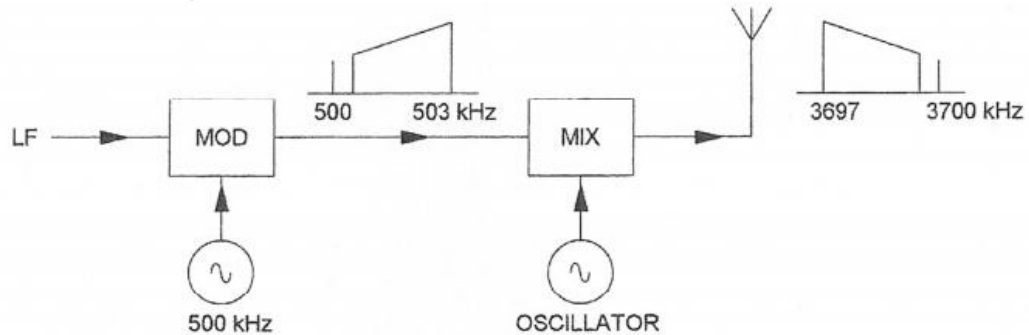 500
503 kHz
3697
3700 kHz
LF
MOD
MIX
500 kHz
OSCILLATOR